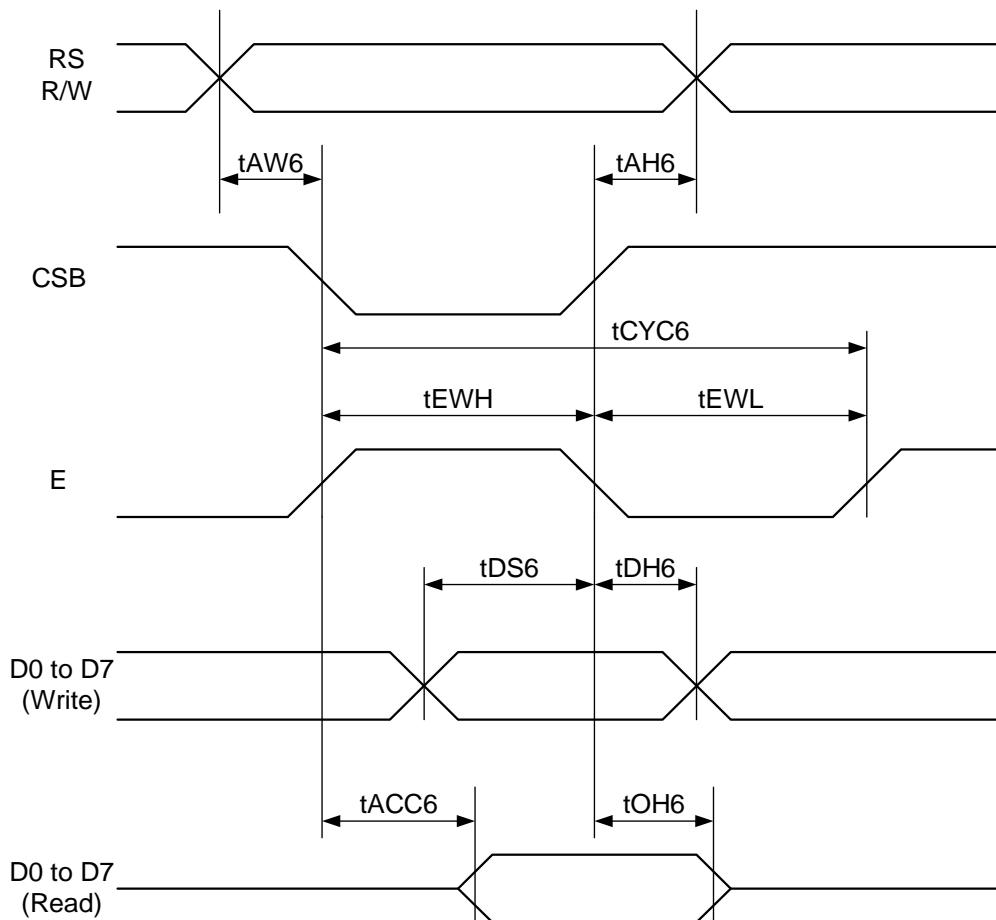 RS
R/W
tAW6
tAH6
CSB
tCYC6
tEWH
tEWL
E
tDS6
tDH6
D0 to D7
(Write)
tACC6
tOH6
D0 to D7
(Read)